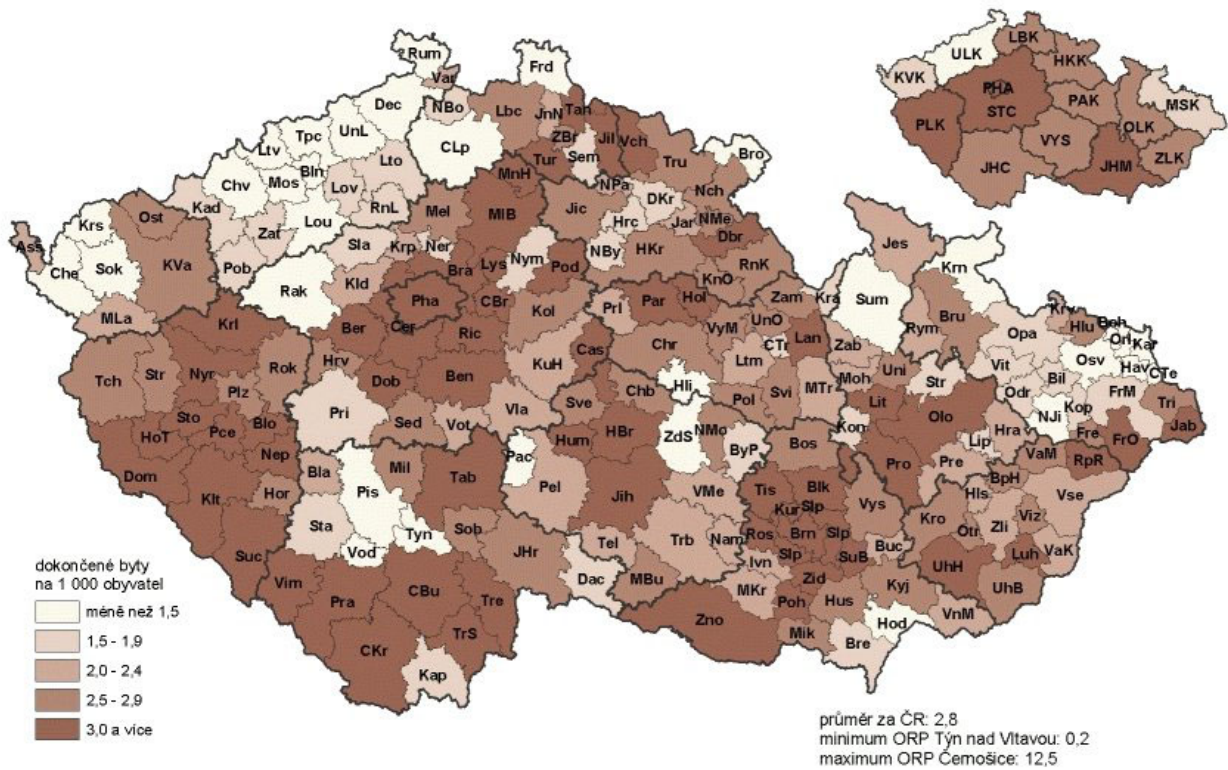 Rum
Var
Frd
Dec
NBo
Lbc
JnN
Tan
Tpc
UnL
CLp
ZBr
Jil
Vch
Ltv
Bln
Lto
Tur
Sem
Tru
Bro
Chv
Mos
Lov
MnH
NPa
DKr
Nch
Kad
Lou
RnL
Mel
MlB
Jic
Hrc
Jar
NMe
Krs
Ost
Zat
Sla
Krp
Ner
Nym
NBy
HKr
Dbr
Ass
Che
Sok
KVa
Pob
Rak
Kld
Bra
Lys
Pod
KnO
RnK
Jes
Krn
MLa
Krl
Pha
CBr
Kol
Prl
Par
Hol
Zam
Kra
Sum
Ber
Cer
Ric
VyM
UnO
Rym
Bru
Opa
Krv
Hlu
Boh
Orl
Kar
Tch
Str
Nyr
Rok
Hrv
Dob
Ben
KuH
Cas
Chr
Ltm
CTr
Lan
Zab
Uni
Str
Vit
Osv
Hav
CTe
Plz
Pri
Chb
Hli
Svi
MTr
Moh
Odr
Bil
FrM
Sto
Pce
Blo
Sed
Vot
Vla
Sve
Pol
Lit
Olo
NJi
Kop
Tri
Jab
HoT
Nep
Hum
HBr
ZdS
NMo
ByP
Bos
Kon
Lip
Hra
Fre
FrO
Dom
Klt
Hor
Bla
Mil
Tab
Pac
Pel
Jih
VMe
Pro
Pre
VaM
RpR
Pis
Tis
Blk
Vys
BpH
Hls
Vse
Sta
Tyn
Sob
Kur
Slp
Kro
Otr
Zli
Viz
Vod
JHr
Tel
Trb
Nam
Ros
Brn
Slp
Buc
Suc
Slp
SuB
UhH
Luh
VaK
Vim
Pra
CBu
Tre
Dac
MBu
Ivn
MKr
Zid
Kyj
UhB
Poh
Hus
TrS
Zno
Mik
Hod
VnM
CKr
Kap
Bre
ULK
LBK
KVK
HKK
PHA
STC
PAK
MSK
PLK
OLK
VYS
JHC
JHM
ZLK
dokončené byty
na 1 000 obyvatel
méně než 1,5
1,5 - 1,9
2,0 - 2,4
2,5 - 2,9
3,0 a více
průměr za ČR: 2,8
minimum ORP Týn nad Vltavou: 0,2
maximum ORP Černošice: 12,5